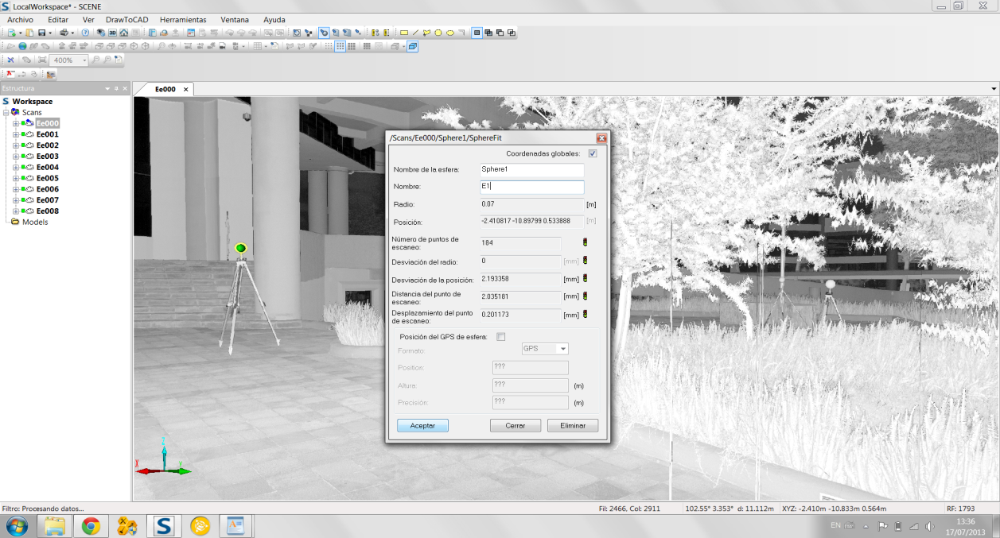 LocalWorkspace* - SCENE
Archivo Editar Ver DrawToCAD Herramientas Ventana Ayuda
400%
Estructura
Ee000
Workspace
Scans
Ee000
Ee001
Ee002
Ee003
Ee004
Ee005
Ee006
Ee007
Ee008
Models
/Scans/Ee000/Sphere1/SphereFit
Coordenadas globales:
Nombre de la esfera: Sphere1
Nombre: E1
Radio: 0.07 [m]
Posición: -2.410817 -10.89799 0.533888 [m]
Número de puntos de
escaneo: 184
Desviación del radio: 0 [mm]
Desviación de la posición: 2.193358 [mm]
Distancia del punto de
escaneo: 2.035181 [mm]
Desplazamiento del punto
de escaneo: 0.201173 [mm]
Posición del GPS de esfera:
Formato: GPS
Position: ???
Altura: ??? (m)
Precisión: ??? (m)
Aceptar Cerrar Eliminar
X Z Y
Filtro: Procesando datos... Fil: 2466, Col: 2911 102.55° 3.353° d: 11.112m XYZ: -2.410m -10.833m 0.564m RF: 1793
EN 13:36
17/07/2013